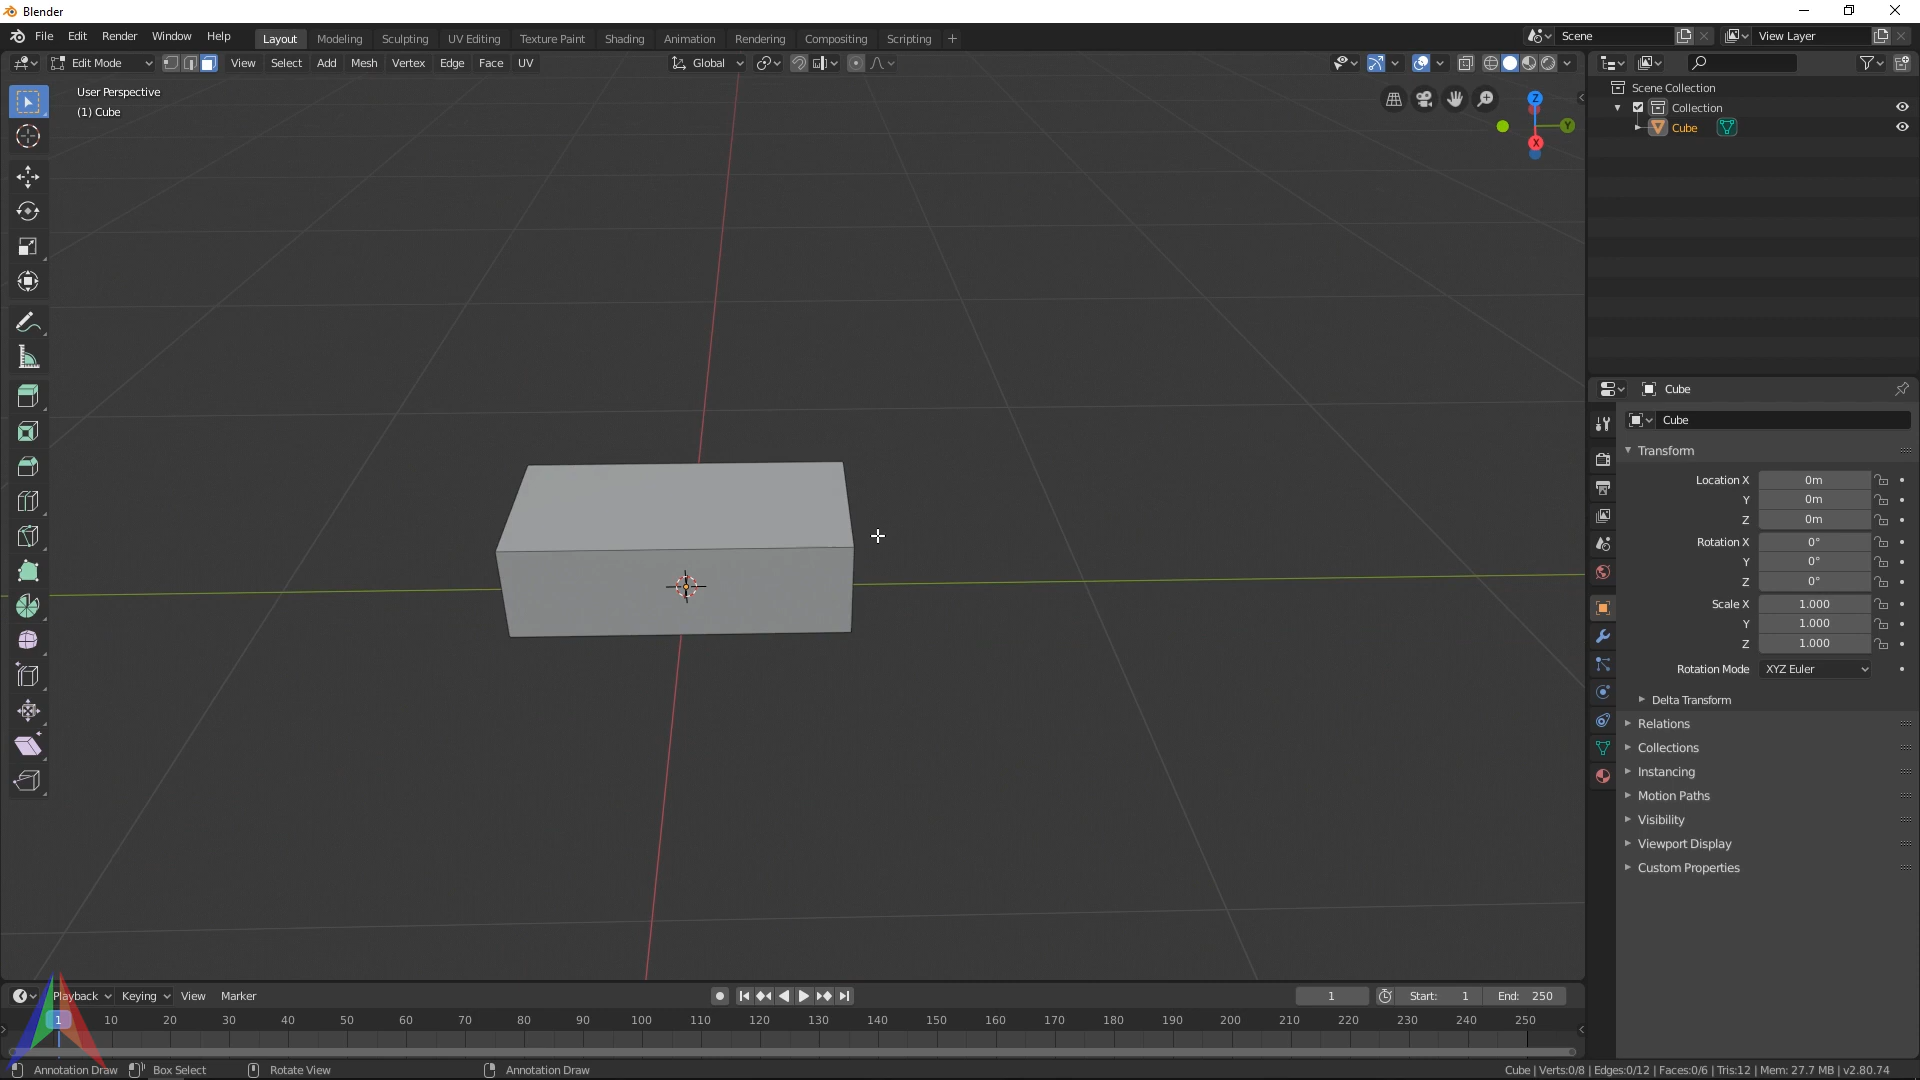 Blender
File Edit Render Window Help Layout Modeling Sculpting UV Editing Texture Paint Shading Animation Rendering Compositing Scripting + Scene View Layer
Edit Mode View Select Add Mesh Vertex Edge Face UV Global
User Perspective
(1) Cube
Z
Y
X
Scene Collection
Collection
Cube
Cube
Cube
Transform
Location X 0m
Y 0m
Z 0m
Rotation X 0°
Y 0°
Z 0°
Scale X 1.000
Y 1.000
Z 1.000
Rotation Mode XYZ Euler
Delta Transform
Relations
Collections
Instancing
Motion Paths
Visibility
Viewport Display
Custom Properties
Playback Keying View Marker 1 Start: 1 End: 250
1 10 20 30 40 50 60 70 80 90 100 110 120 130 140 150 160 170 180 190 200 210 220 230 240 250
Annotation Draw Box Select Rotate View Annotation Draw Cube | Verts:0/8 | Edges:0/12 | Faces:0/6 | Tris:12 | Mem: 27.7 MB | v2.80.74